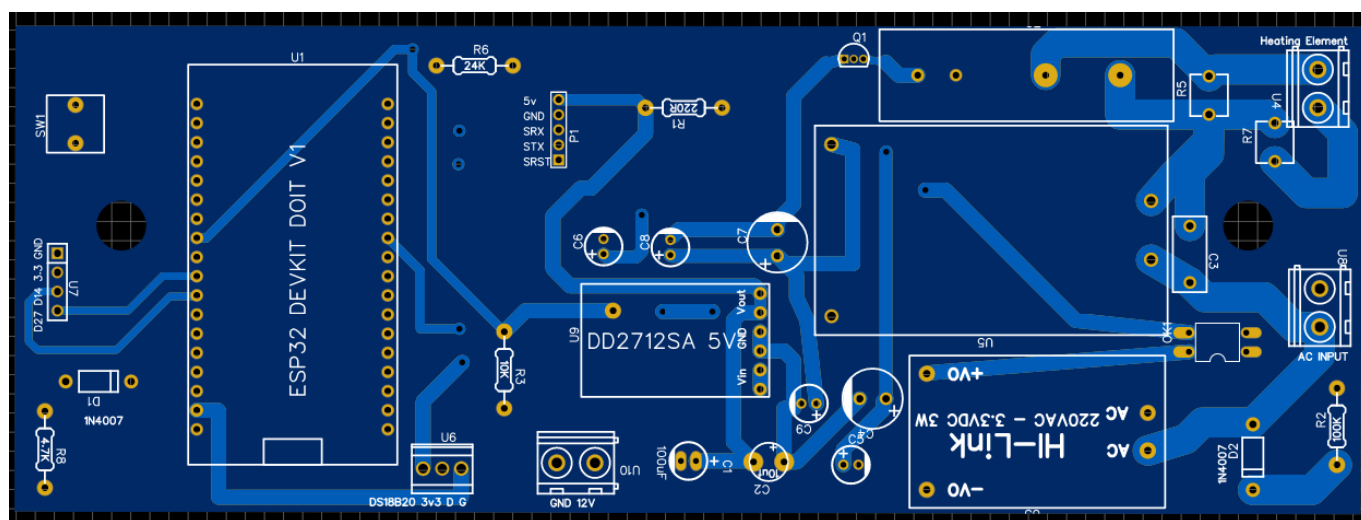 Q1
Heating Element
U1
R6
24K
R5
U4
SW1
5v
GND
SRX
STX
SRST
P1
220R
R1
R7
ESP32 DEVKIT DOIT V1
C6
C8
+
+
C7
+
C3
U8
D27 D14 3.3 GND
U7
U9
DD2712SA 5V
Vout
GND
Vin
OK1
U5
AC INPUT
+VO
AC
220VAC - 3.3VDC 3W
HI-Link
AC
-VO
D1
1N4007
R3
10K
R8
4.7K
U6
DS18B20 3v3 D G
U10
GND 12V
100uF
+
C1
+
10uF
C2
C9
+
+
C5
+
1N4007
D2
R2
100K